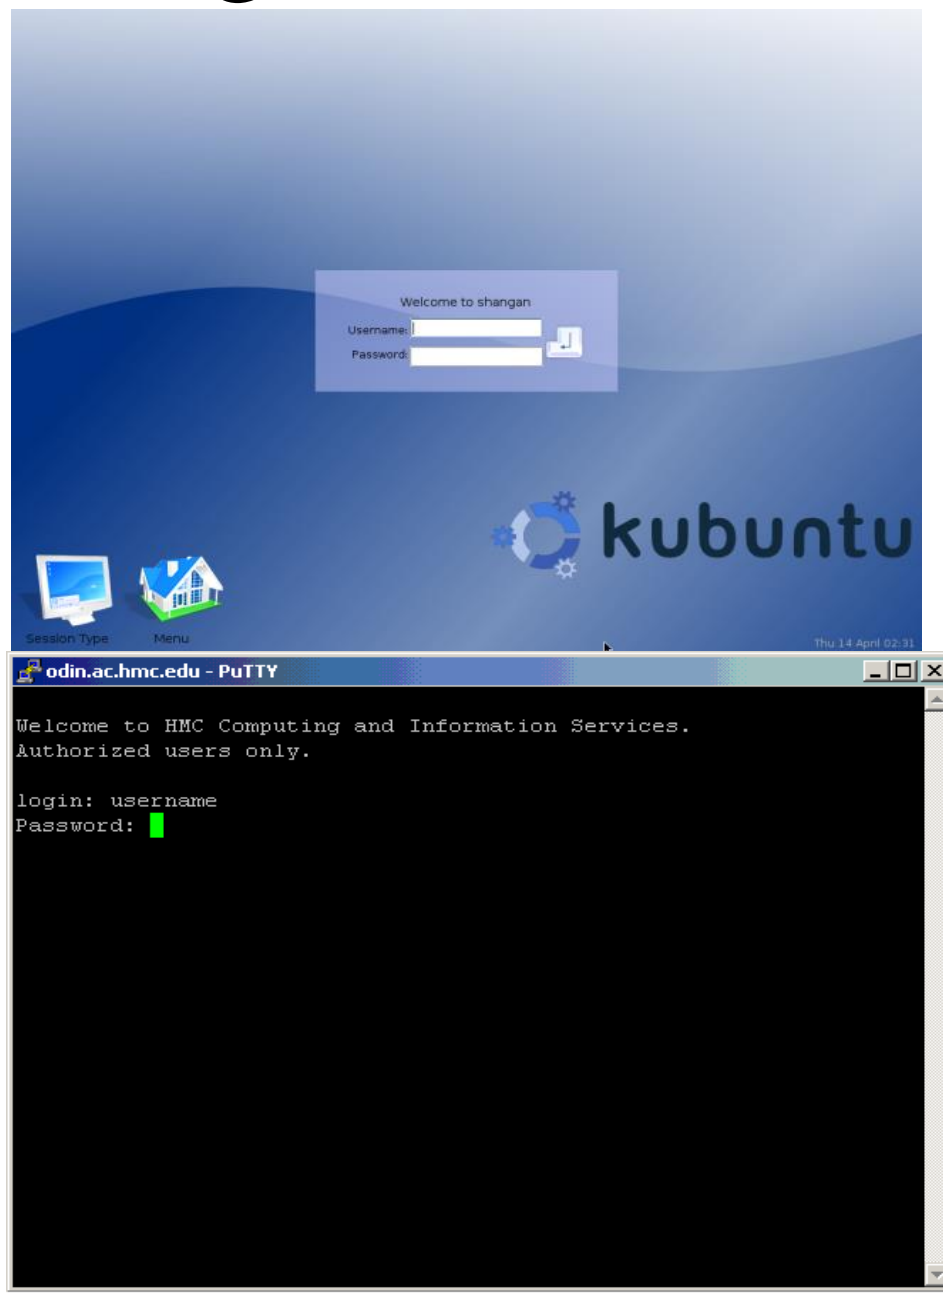 Welcome to shangan
Username:
Password:
kubuntu
Session Type
Menu
Thu 14 April 02:31
odin.ac.hmc.edu - PuTTY
Welcome to HMC Computing and Information Services.
Authorized users only.
login: username
Password: